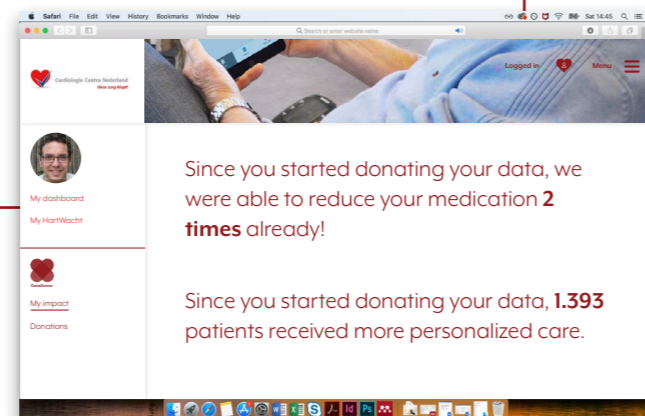 Safari File Edit View History Bookmarks Window Help
Sat 14:45
Search or enter website name
Cardiologie Centra Nederland
Logged in
Menu
My dashboard
My HartWacht
My impact
Donations
Since you started donating your data, we
were able to reduce your medication 2
times already!
Since you started donating your data, 1.393
patients received more personalized care.